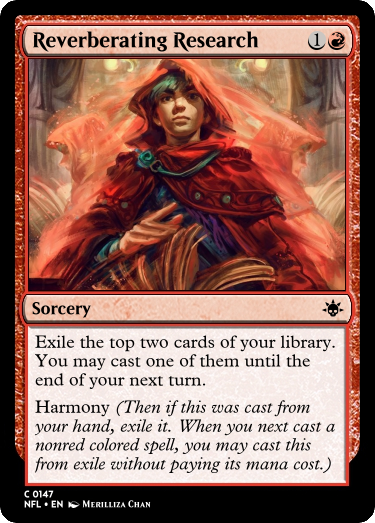 Reverberating Research 1
Sorcery
Exile the top two cards of your library.
You may cast one of them until the
end of your next turn.
Harmony (Then if this was cast from
your hand, exile it. When you next cast a
nonred colored spell, you may cast this
from exile without paying its mana cost.)
C 0147
NFL • EN Merilliza Chan